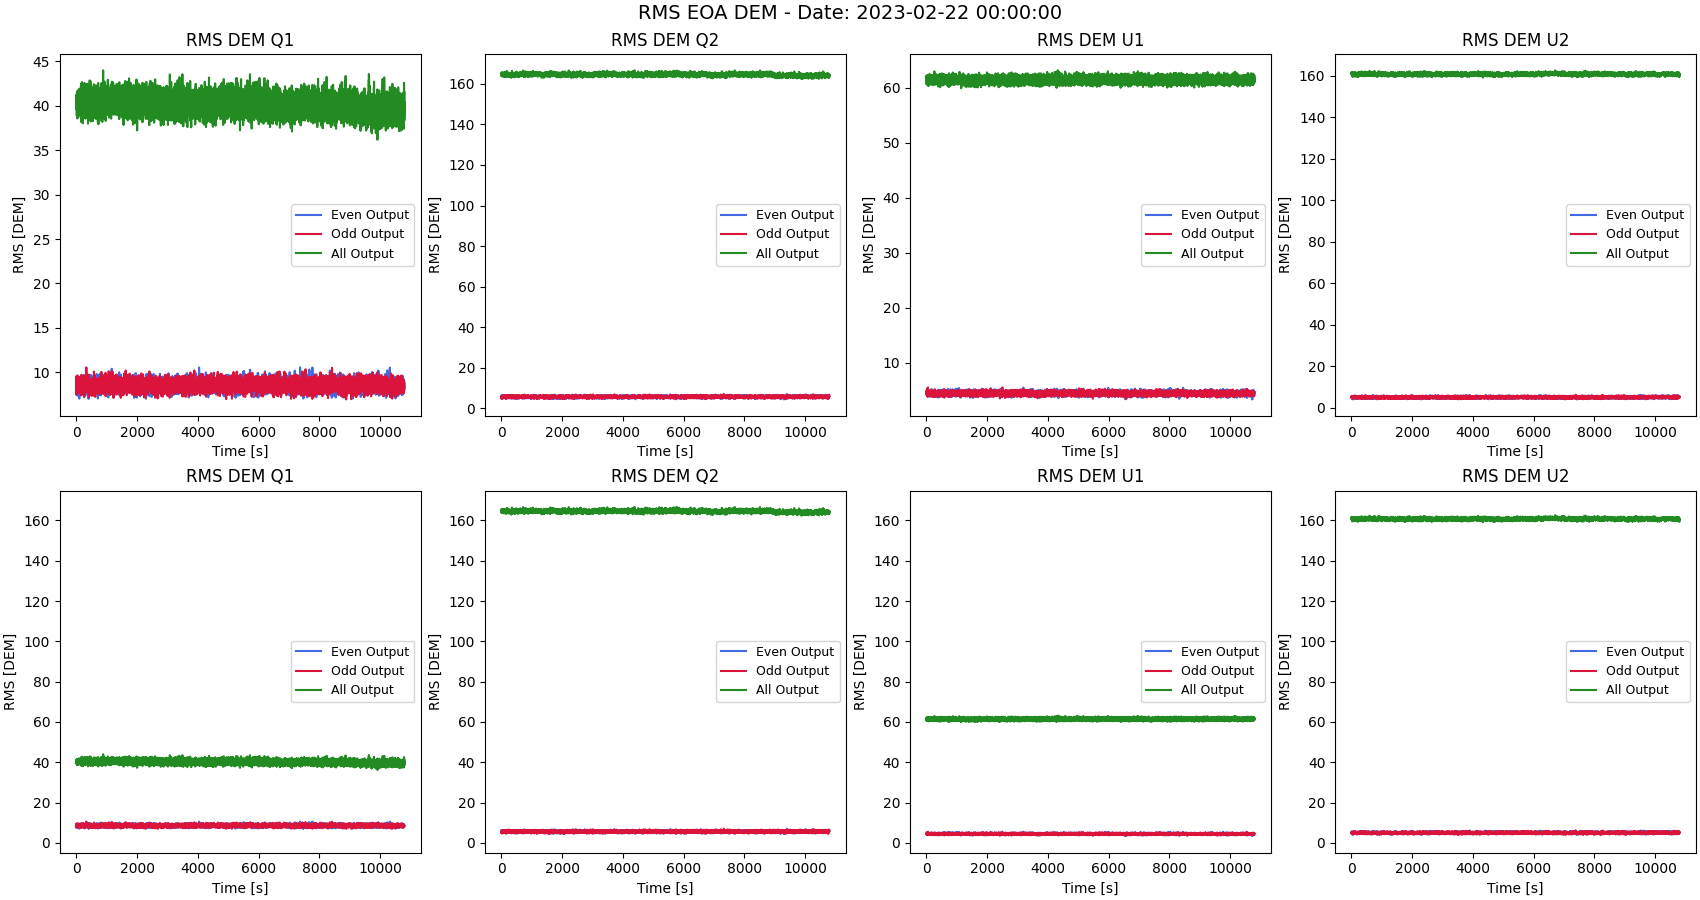 RMS EOA DEM - Date: 2023-02-22 00:00:00
RMS DEM Q1
RMS [DEM]
45
40
35
30
25
20
15
10
Even Output
Odd Output
All Output
0 2000 4000 6000 8000 10000
Time [s]
RMS DEM Q2
RMS [DEM]
160
140
120
100
80
60
40
20
0
Even Output
Odd Output
All Output
0 2000 4000 6000 8000 10000
Time [s]
RMS DEM U1
RMS [DEM]
60
50
40
30
20
10
Even Output
Odd Output
All Output
0 2000 4000 6000 8000 10000
Time [s]
RMS DEM U2
RMS [DEM]
160
140
120
100
80
60
40
20
0
Even Output
Odd Output
All Output
0 2000 4000 6000 8000 10000
Time [s]
RMS DEM Q1
RMS [DEM]
160
140
120
100
80
60
40
20
0
Even Output
Odd Output
All Output
0 2000 4000 6000 8000 10000
Time [s]
RMS DEM Q2
RMS [DEM]
160
140
120
100
80
60
40
20
0
Even Output
Odd Output
All Output
0 2000 4000 6000 8000 10000
Time [s]
RMS DEM U1
RMS [DEM]
160
140
120
100
80
60
40
20
0
Even Output
Odd Output
All Output
0 2000 4000 6000 8000 10000
Time [s]
RMS DEM U2
RMS [DEM]
160
140
120
100
80
60
40
20
0
Even Output
Odd Output
All Output
0 2000 4000 6000 8000 10000
Time [s]